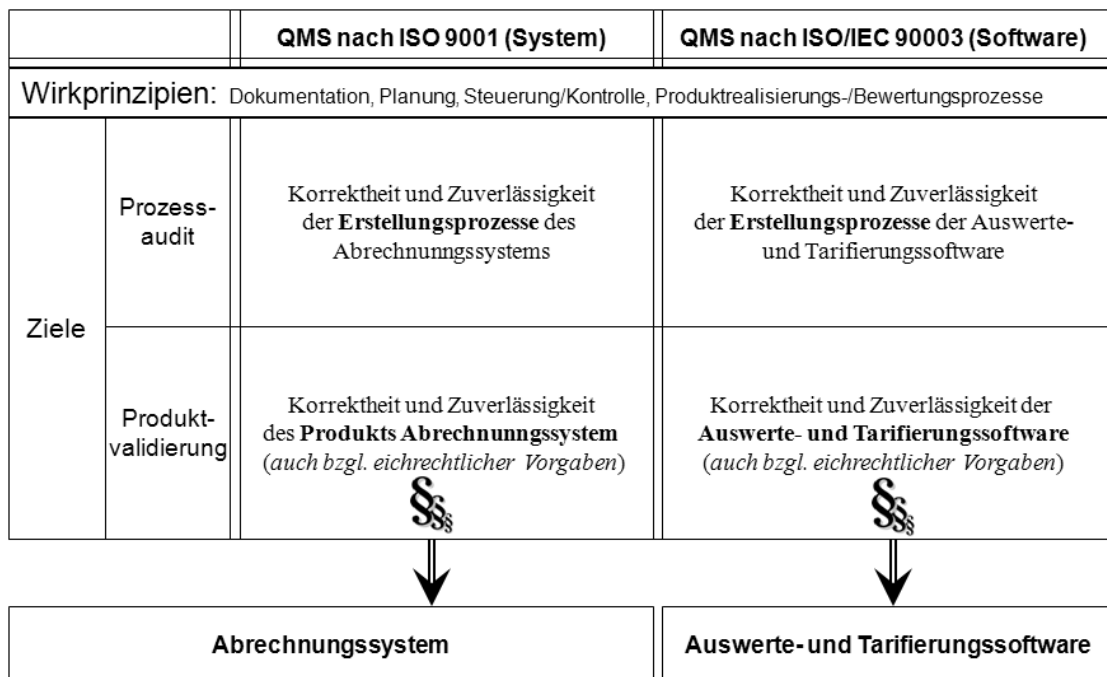 QMS nach ISO 9001 (System)
QMS nach ISO/IEC 90003 (Software)
Wirkprinzipien: Dokumentation, Planung, Steuerung/Kontrolle, Produktrealisierungs-/Bewertungsprozesse
Ziele
Prozess-
audit
Korrektheit und Zuverlässigkeit
der Erstellungsprozesse des
Abrechnunngssystems
Korrektheit und Zuverlässigkeit
der Erstellungsprozesse der Auswerte-
und Tarifierungssoftware
Produkt-
validierung
Korrektheit und Zuverlässigkeit
des Produkts Abrechnunngssystem
(auch bzgl. eichrechtlicher Vorgaben)
§§§
Korrektheit und Zuverlässigkeit der
Auswerte- und Tarifierungssoftware
(auch bzgl. eichrechtlicher Vorgaben)
§§§
Abrechnungssystem
Auswerte- und Tarifierungssoftware